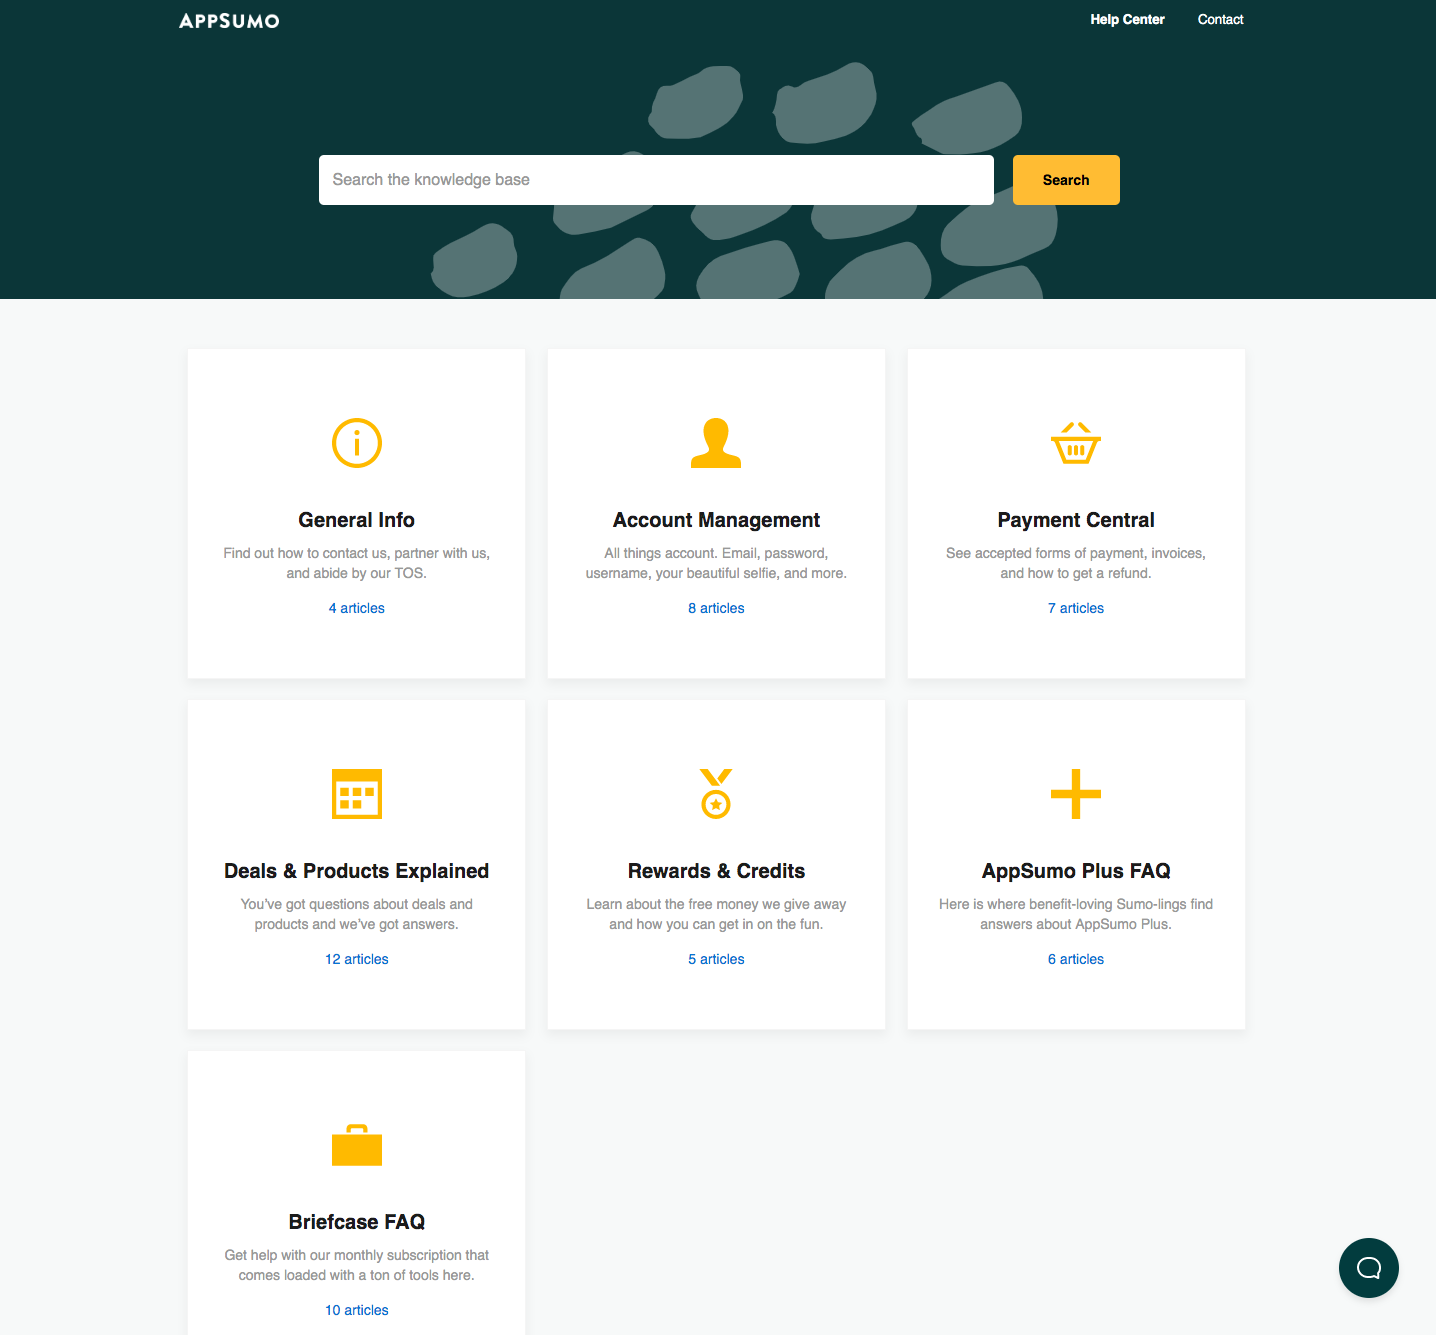 APPSUMO
Help Center
Contact
Search the knowledge base
Search
General Info
Find out how to contact us, partner with us,
and abide by our TOS.
4 articles
Account Management
All things account. Email, password,
username, your beautiful selfie, and more.
8 articles
Payment Central
See accepted forms of payment, invoices,
and how to get a refund.
7 articles
Deals & Products Explained
You've got questions about deals and
products and we've got answers.
12 articles
Rewards & Credits
Learn about the free money we give away
and how you can get in on the fun.
5 articles
AppSumo Plus FAQ
Here is where benefit-loving Sumo-lings find
answers about AppSumo Plus.
6 articles
Briefcase FAQ
Get help with our monthly subscription that
comes loaded with a ton of tools here.
10 articles